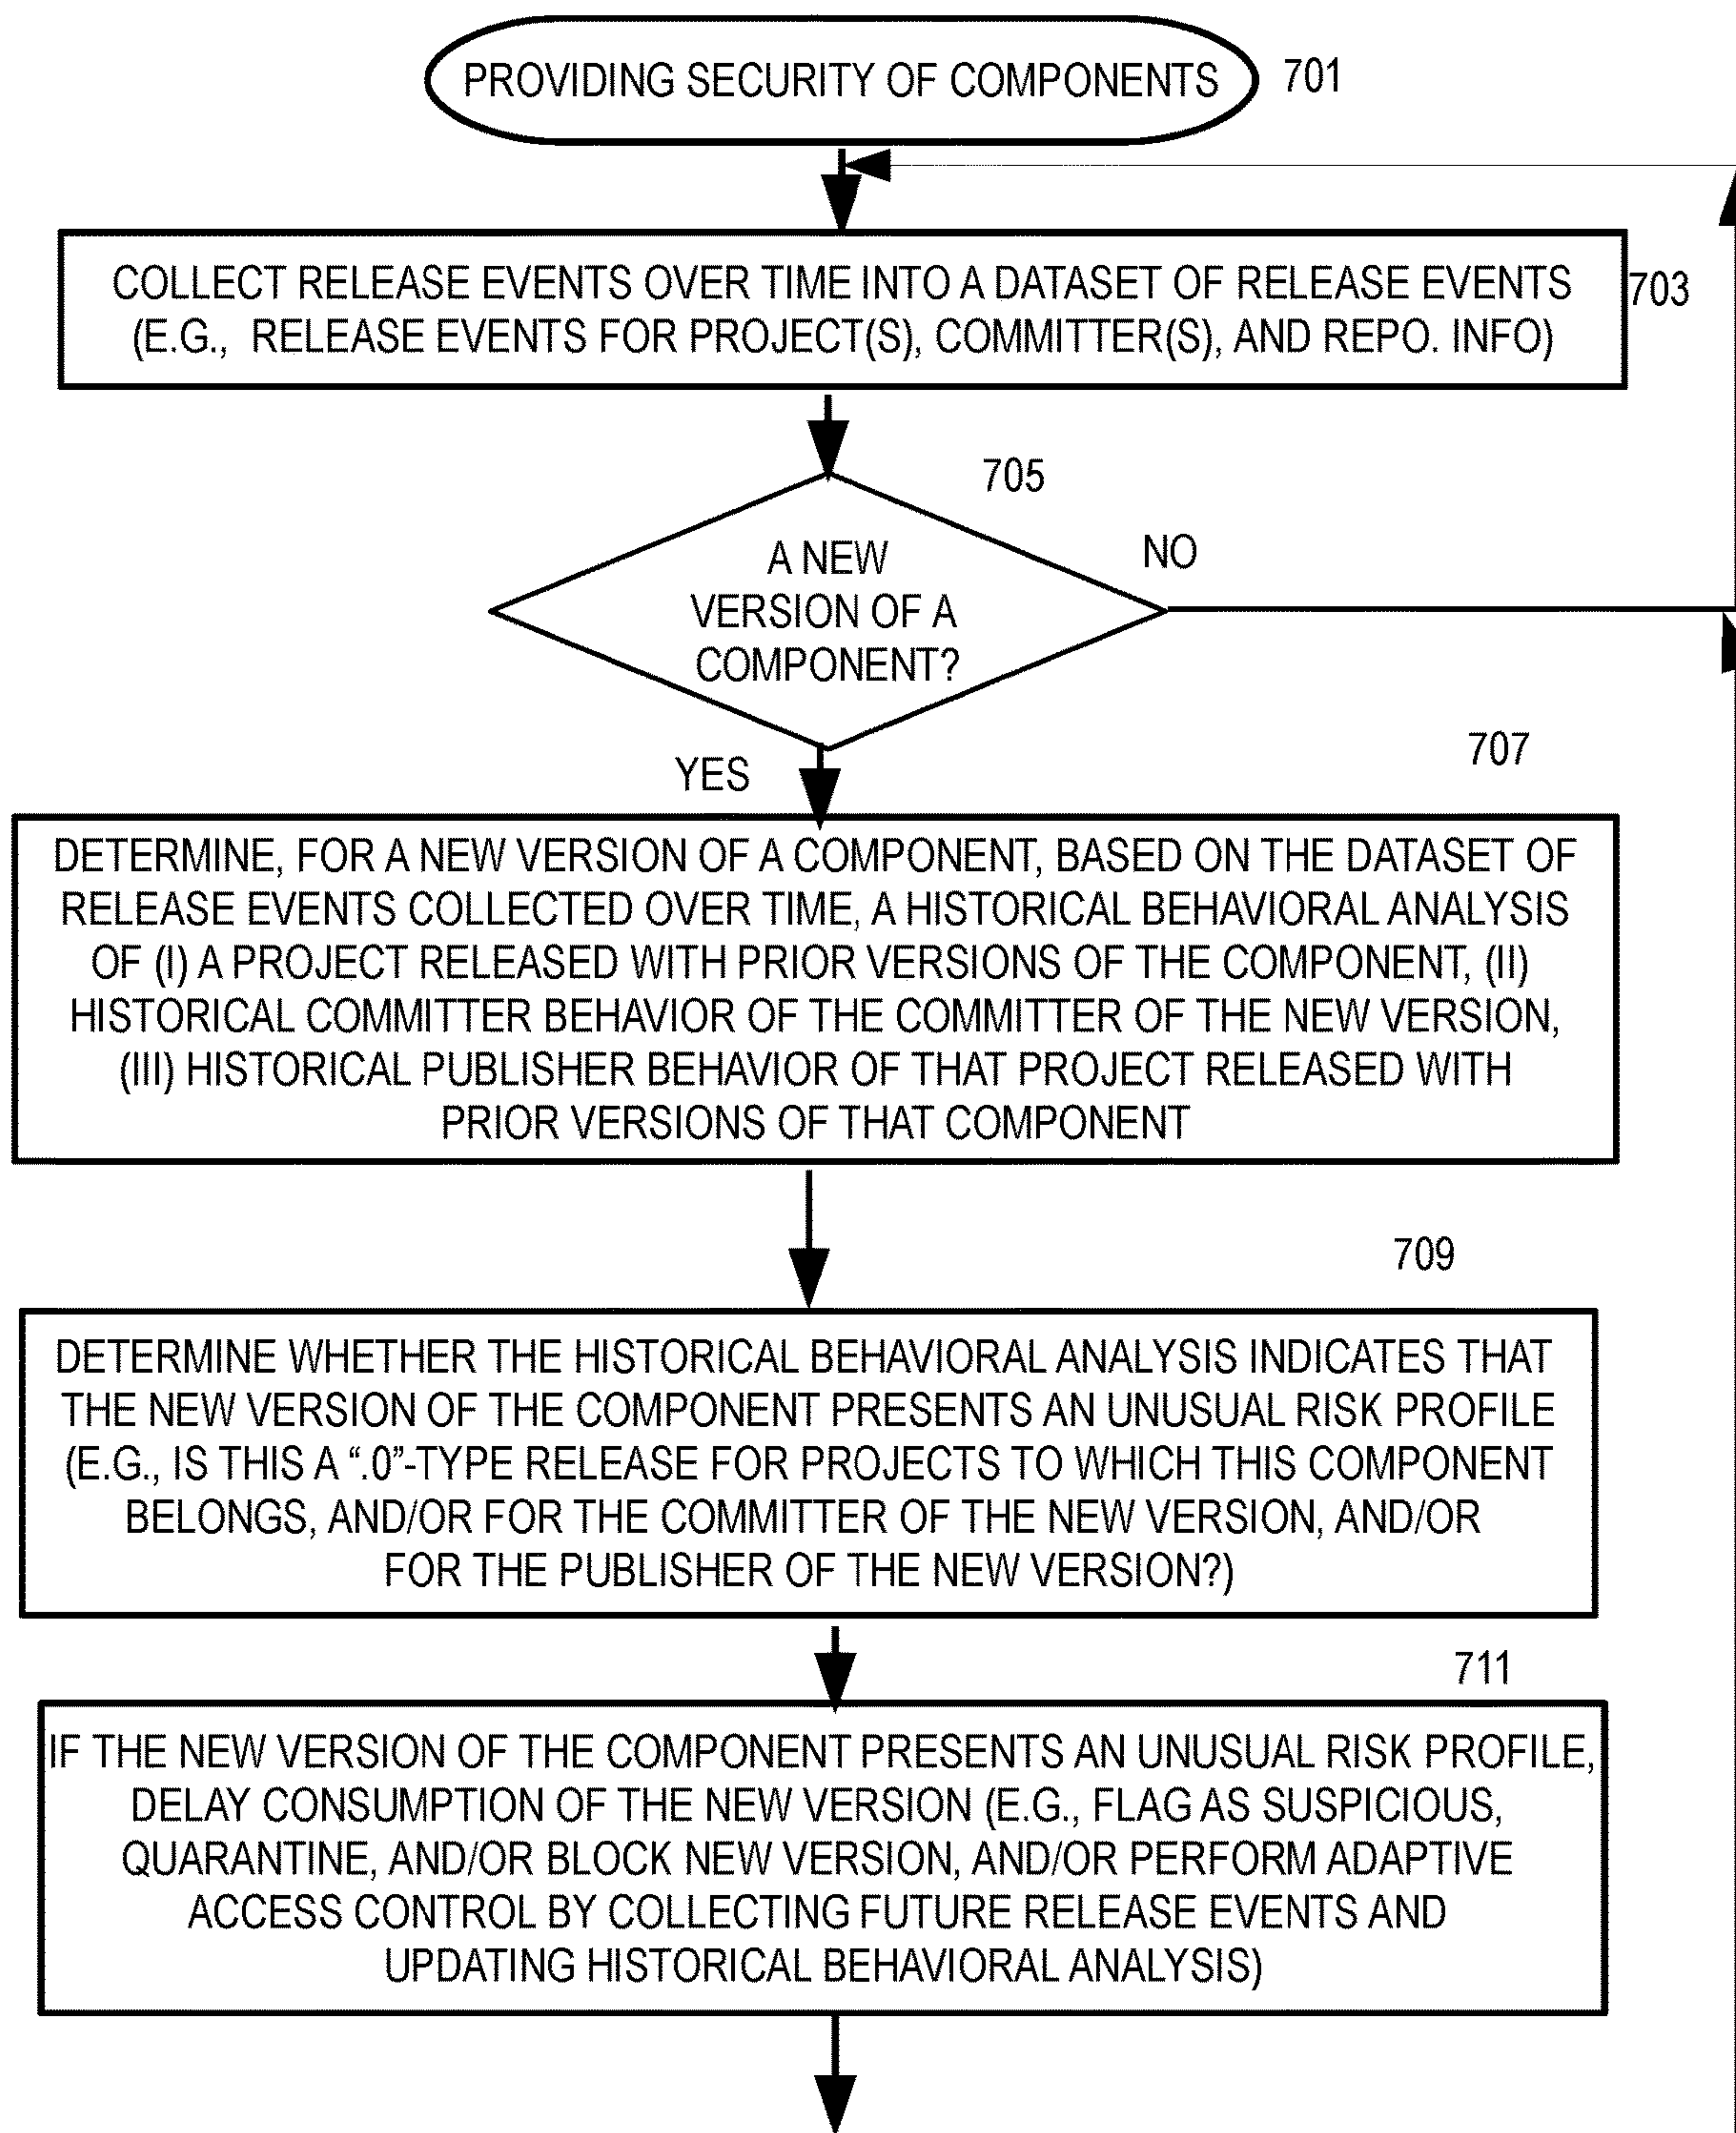 PROVIDING SECURITY OF COMPONENTS
701
COLLECT RELEASE EVENTS OVER TIME INTO A DATASET OF RELEASE EVENTS
(E.G., RELEASE EVENTS FOR PROJECT(S), COMMITTER(S), AND REPO. INFO)
703
705
A NEW
VERSION OF A
COMPONENT?
NO
YES
707
DETERMINE, FOR A NEW VERSION OF A COMPONENT, BASED ON THE DATASET OF
RELEASE EVENTS COLLECTED OVER TIME, A HISTORICAL BEHAVIORAL ANALYSIS
OF (I) A PROJECT RELEASED WITH PRIOR VERSIONS OF THE COMPONENT, (II)
HISTORICAL COMMITTER BEHAVIOR OF THE COMMITTER OF THE NEW VERSION,
(III) HISTORICAL PUBLISHER BEHAVIOR OF THAT PROJECT RELEASED WITH
PRIOR VERSIONS OF THAT COMPONENT
709
DETERMINE WHETHER THE HISTORICAL BEHAVIORAL ANALYSIS INDICATES THAT
THE NEW VERSION OF THE COMPONENT PRESENTS AN UNUSUAL RISK PROFILE
(E.G., IS THIS A “.0”-TYPE RELEASE FOR PROJECTS TO WHICH THIS COMPONENT
BELONGS, AND/OR FOR THE COMMITTER OF THE NEW VERSION, AND/OR
FOR THE PUBLISHER OF THE NEW VERSION?)
711
IF THE NEW VERSION OF THE COMPONENT PRESENTS AN UNUSUAL RISK PROFILE,
DELAY CONSUMPTION OF THE NEW VERSION (E.G., FLAG AS SUSPICIOUS,
QUARANTINE, AND/OR BLOCK NEW VERSION, AND/OR PERFORM ADAPTIVE
ACCESS CONTROL BY COLLECTING FUTURE RELEASE EVENTS AND
UPDATING HISTORICAL BEHAVIORAL ANALYSIS)